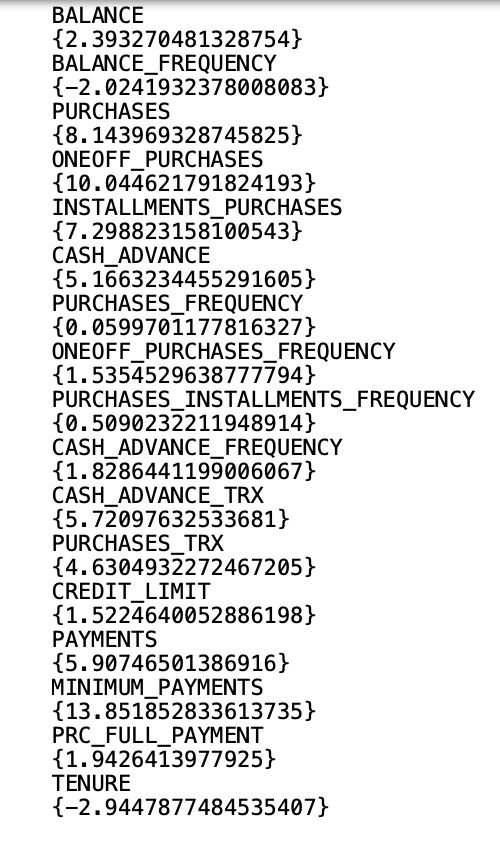 BALANCE
{2.393270481328754}
BALANCE_FREQUENCY
{-2.0241932378008083}
PURCHASES
{8.143969328745825}
ONEOFF_PURCHASES
{10.044621791824193}
INSTALLMENTS_PURCHASES
{7.298823158100543}
CASH_ADVANCE
{5.1663234455291605}
PURCHASES_FREQUENCY
{0.0599701177816327}
ONEOFF_PURCHASES_FREQUENCY
{1.5354529638777794}
PURCHASES_INSTALLMENTS_FREQUENCY
{0.5090232211948914}
CASH_ADVANCE_FREQUENCY
{1.8286441199006067}
CASH_ADVANCE_TRX
{5.72097632533681}
PURCHASES_TRX
{4.6304932272467205}
CREDIT_LIMIT
{1.5224640052886198}
PAYMENTS
{5.90746501386916}
MINIMUM_PAYMENTS
{13.851852833613735}
PRC_FULL_PAYMENT
{1.9426413977925}
TENURE
{-2.9447877484535407}